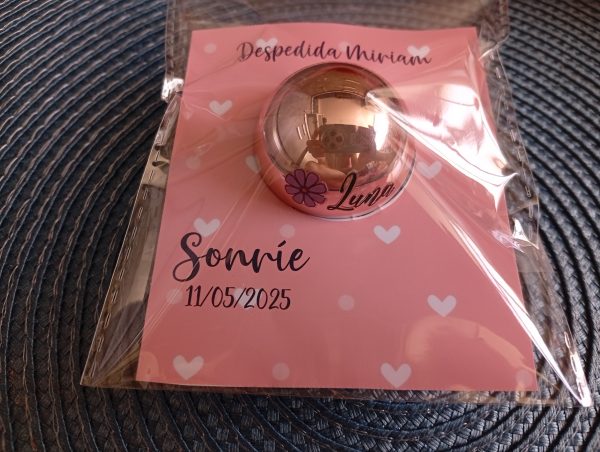 Despedida Miriam
Luna
Sonríe
11/05/2025